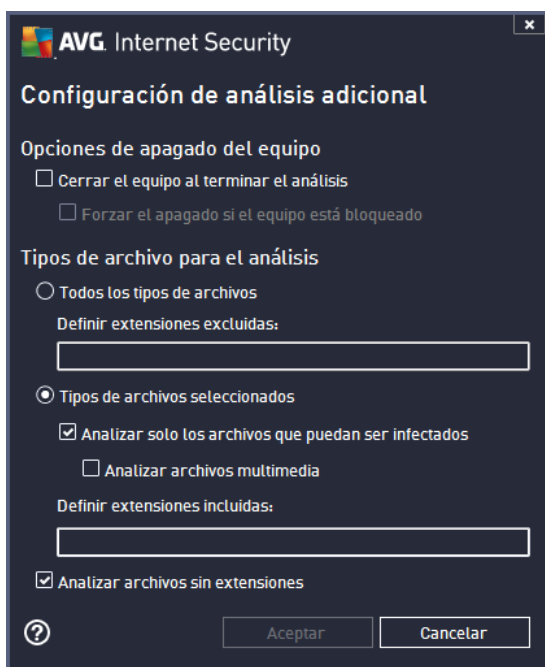 AVG. Internet Security
Configuración de análisis adicional
Opciones de apagado del equipo
Cerrar el equipo al terminar el análisis
Forzar el apagado si el equipo está bloqueado
Tipos de archivo para el análisis
Todos los tipos de archivos
Definir extensiones excluidas:
Tipos de archivos seleccionados
Analizar solo los archivos que puedan ser infectados
Analizar archivos multimedia
Definir extensiones incluidas:
Analizar archivos sin extensiones
Aceptar Cancelar